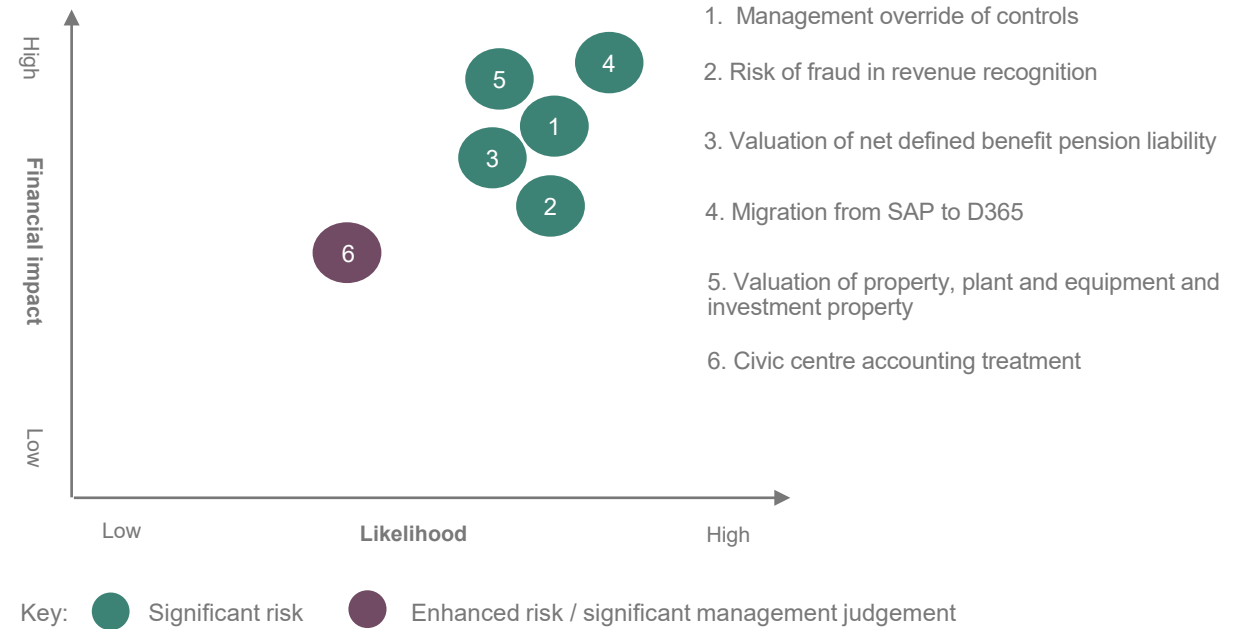 High
Financial impact
Low
5
4
1
3
2
6
1. Management override of controls
2. Risk of fraud in revenue recognition
3. Valuation of net defined benefit pension liability
4. Migration from SAP to D365
5. Valuation of property, plant and equipment and
investment property
6. Civic centre accounting treatment
Low
Likelihood
High
Key:
Significant risk
Enhanced risk / significant management judgement